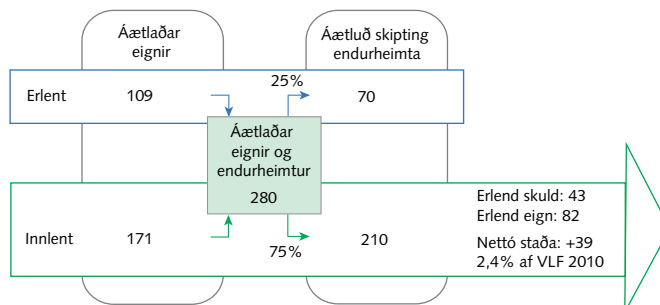 Áætlaðar
eignir
Áætluð skipting
endurheimta
Erlent
109
25%
70
Áætlaðar
eignir og
endurheimtur
280
Innlent
171
75%
210
Erlend skuld: 43
Erlend eign: 82
Nettó staða: +39
2,4% af VLF 2010